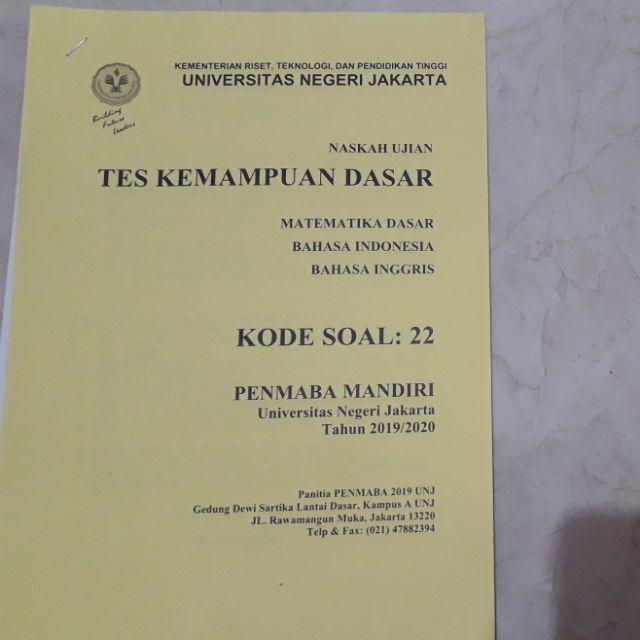 KEMENTERIAN RISET, TEKNOLOGI, DAN PENDIDIKAN TINGGI
UNIVERSITAS NEGERI JAKARTA
Building
Future
Leaders
NASKAH UJIAN
TES KEMAMPUAN DASAR
MATEMATIKA DASAR
BAHASA INDONESIA
BAHASA INGGRIS
KODE SOAL: 22
PENMABA MANDIRI
Universitas Negeri Jakarta
Tahun 2019/2020
Panitia PENMABA 2019 UNJ
Gedung Dewi Sartika Lantai Dasar, Kampus A UNJ
JL. Rawamangun Muka, Jakarta 13220
Telp & Fax: (021) 47882394